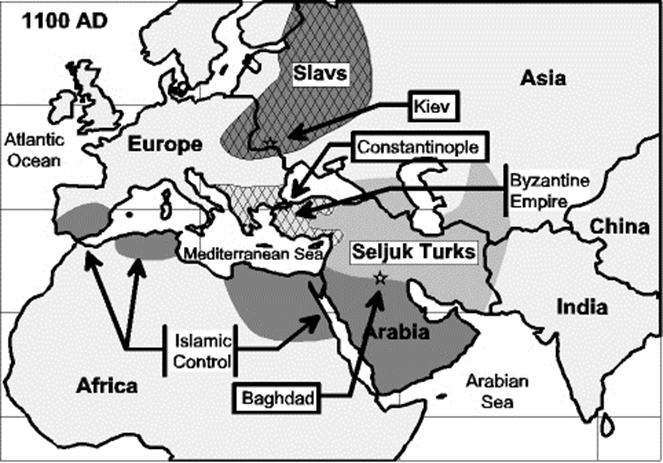 1100 AD
Slavs
Asia
Kiev
Atlantic
Ocean
Europe
Constantinople
Byzantine
Empire
China
Mediterranean Sea
Seljuk Turks
India
Islamic
Control
Arabia
Africa
Baghdad
Arabian
Sea